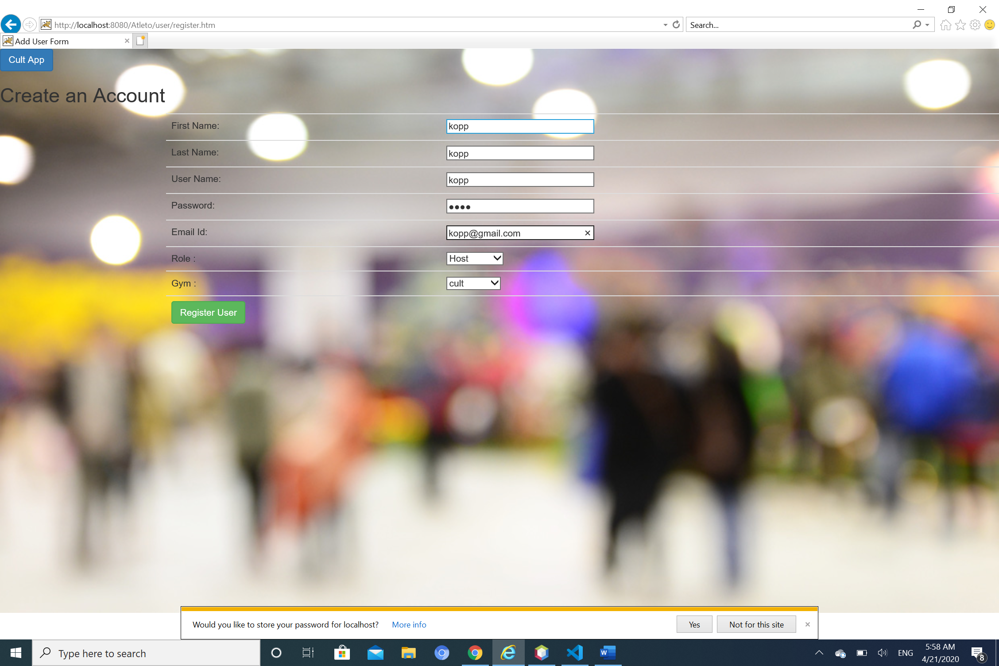 http://localhost:8080/Atleto/user/register.htm
Search...
Add User Form
Cult App
Create an Account
First Name: kopp
Last Name: kopp
User Name: kopp
Password: ●●●●
Email Id: kopp@gmail.com
Role : Host
Gym : cult
Register User
Would you like to store your password for localhost? More info Yes Not for this site
Type here to search
ENG
5:58 AM
4/21/2020
8